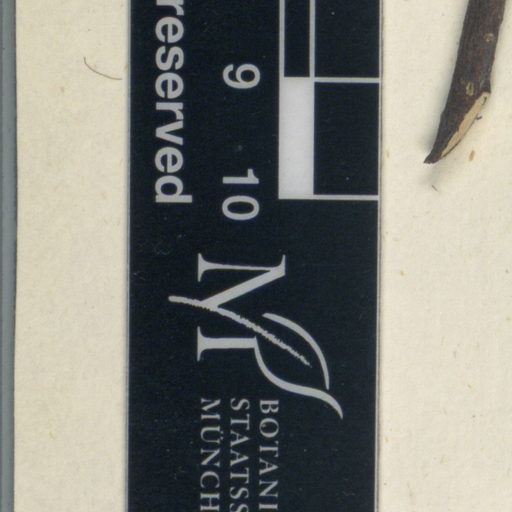 reserved
9 10
M
BOTANI
STAATSS
MÜNCH